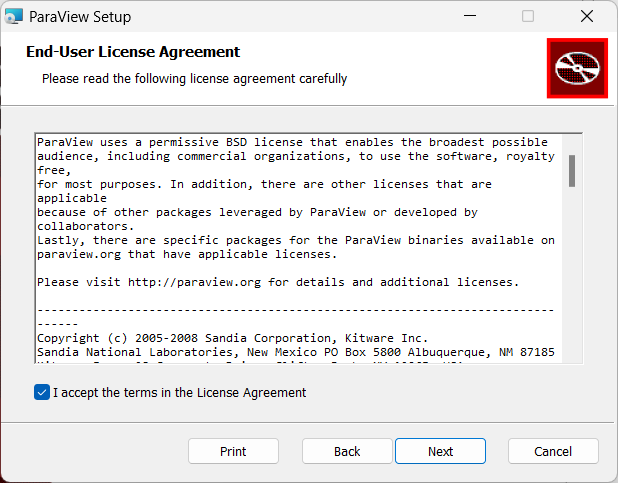 ParaView Setup
End-User License Agreement
Please read the following license agreement carefully
ParaView uses a permissive BSD license that enables the broadest possible
audience, including commercial organizations, to use the software, royalty
free,
for most purposes. In addition, there are other licenses that are
applicable
because of other packages leveraged by ParaView or developed by
collaborators.
Lastly, there are specific packages for the ParaView binaries available on
paraview.org that have applicable licenses.
Please visit http://paraview.org for details and additional licenses.
-------------------------------------------------------------------------
------
Copyright (c) 2005-2008 Sandia Corporation, Kitware Inc.
Sandia National Laboratories, New Mexico PO Box 5800 Albuquerque, NM 87185
I accept the terms in the License Agreement
Print
Back
Next
Cancel